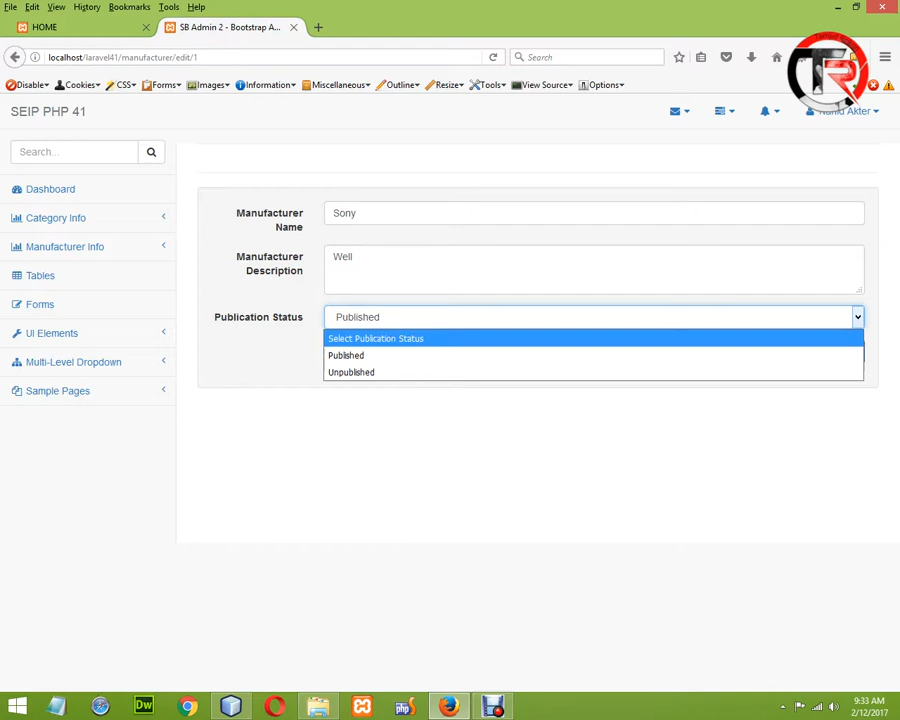 File Edit View History Bookmarks Tools Help
HOME
SB Admin 2 - Bootstrap A...
localhost/laravel41/manufacturer/edit/1
Search
Disable Cookies CSS Forms Images Information Miscellaneous Outline Resize Tools View Source Options
SEIP PHP 41
Akter
Search...
Dashboard
Category Info
Manufacturer Info
Tables
Forms
UI Elements
Multi-Level Dropdown
Sample Pages
Manufacturer
Name
Sony
Manufacturer
Description
Well
Publication Status
Published
Select Publication Status
Published
Unpublished
Dw
php
9:33 AM
2/12/2017